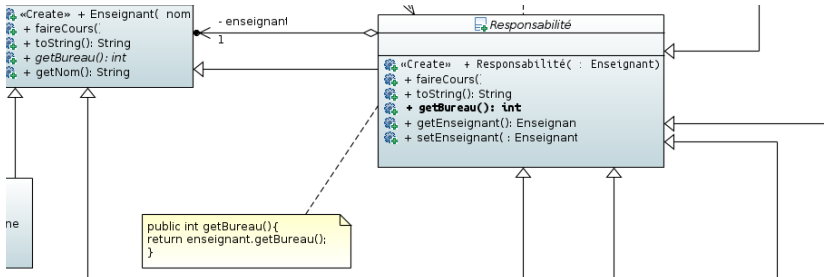 «Create» + Enseignant( nom
+ faireCours(
+ toString(): String
+ getBureau(): int
+ getNom(): String
- enseignant
1
Responsabilité
«Create» + Responsabilité( : Enseignant)
+ faireCours(
+ toString(): String
+ getBureau(): int
+ getEnseignant(): Enseignan
+ setEnseignant( : Enseignant
ne
public int getBureau(){
return enseignant.getBureau();
}